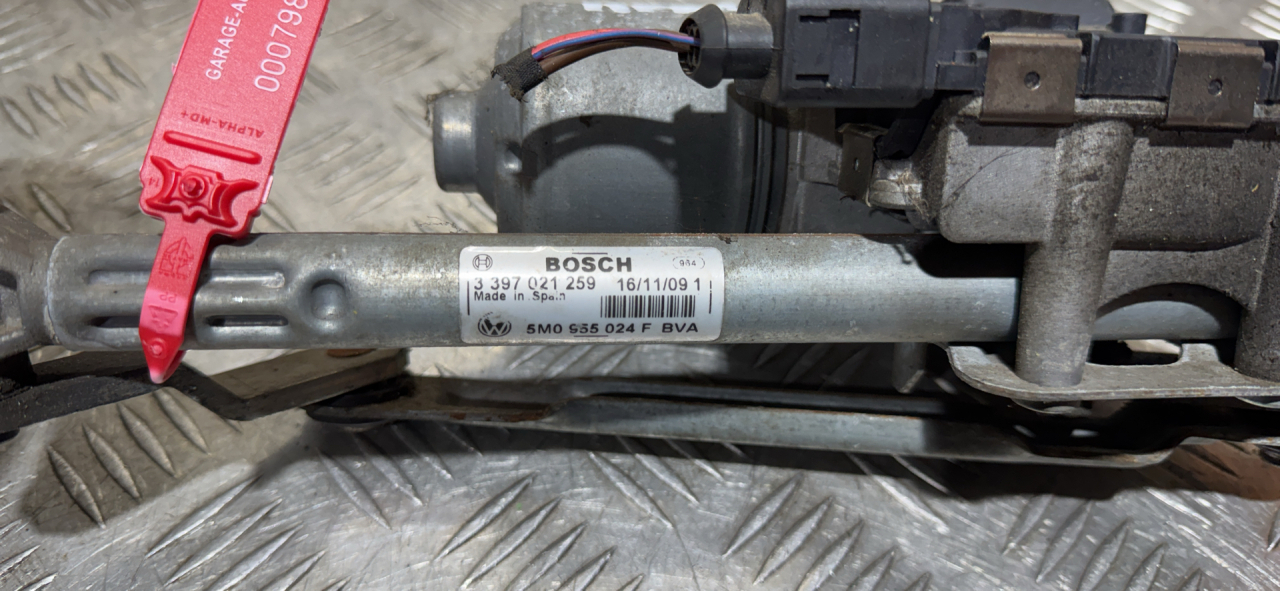 GARAGE-A
000798
ALPHA-MD+
BOSCH
984
3 397 021 259 16/11/09 1
Made in Spain
5M0 955 024 F BVA